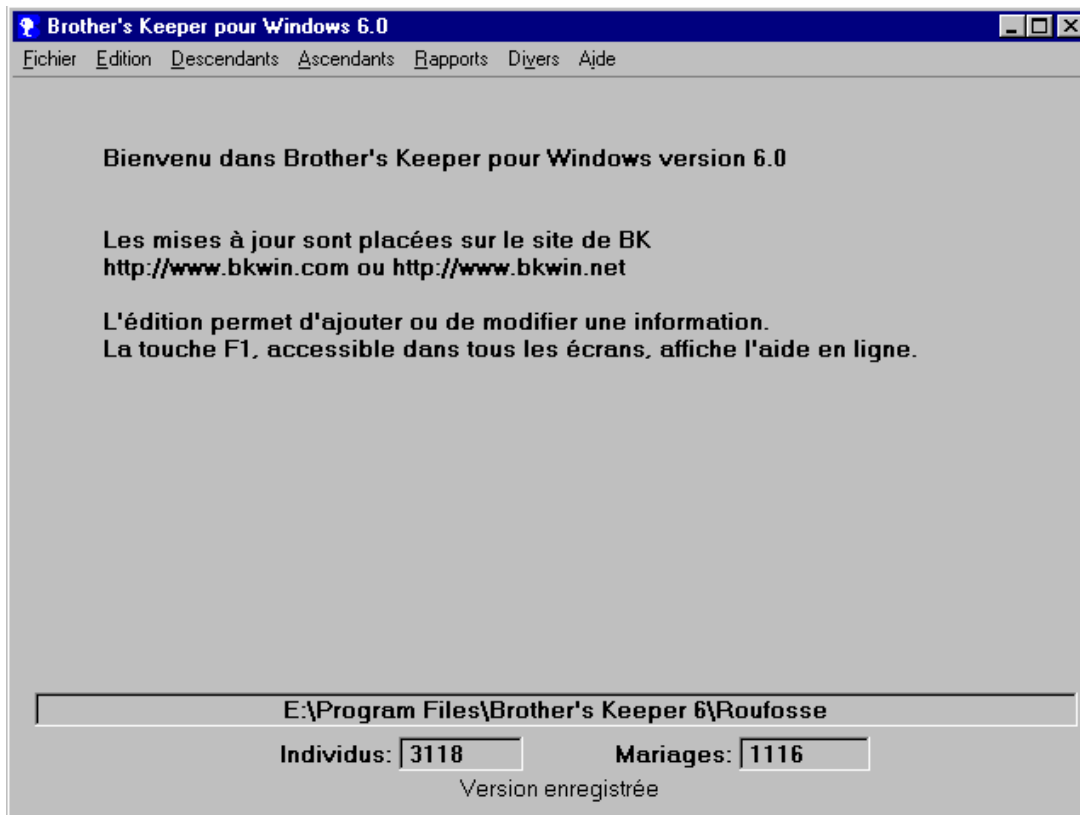 Brother's Keeper pour Windows 6.0
Fichier Edition Descendants Ascendants Rapports Divers Aide
Bienvenu dans Brother's Keeper pour Windows version 6.0
Les mises à jour sont placées sur le site de BK
http://www.bkwin.com ou http://www.bkwin.net
L'édition permet d'ajouter ou de modifier une information.
La touche F1, accessible dans tous les écrans, affiche l'aide en ligne.
E:\Program Files\Brother's Keeper 6\Roufosse
Individus: 3118 Mariages: 1116
Version enregistrée